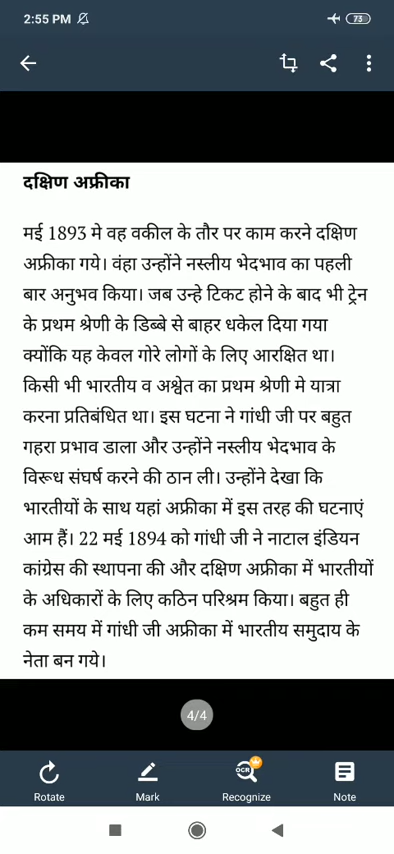 2:55 PM 73
दक्षिण अफ्रीका
मई 1893 मे वह वकील के तौर पर काम करने दक्षिण
अफ्रीका गये। वंहा उन्होंने नस्लीय भेदभाव का पहली
बार अनुभव किया। जब उन्हे टिकट होने के बाद भी ट्रेन
के प्रथम श्रेणी के डिब्बे से बाहर धकेल दिया गया
क्योंकि यह केवल गोरे लोगों के लिए आरक्षित था।
किसी भी भारतीय व अश्वेत का प्रथम श्रेणी मे यात्रा
करना प्रतिबंधित था। इस घटना ने गांधी जी पर बहुत
गहरा प्रभाव डाला और उन्होंने नस्लीय भेदभाव के
विरूध संघर्ष करने की ठान ली। उन्होंने देखा कि
भारतीयों के साथ यहां अफ्रीका में इस तरह की घटनाएं
आम हैं। 22 मई 1894 को गांधी जी ने नाटाल इंडियन
कांग्रेस की स्थापना की और दक्षिण अफ्रीका में भारतीयों
के अधिकारों के लिए कठिन परिश्रम किया। बहुत ही
कम समय में गांधी जी अफ्रीका में भारतीय समुदाय के
नेता बन गये।
4/4
OCR
Rotate Mark Recognize Note